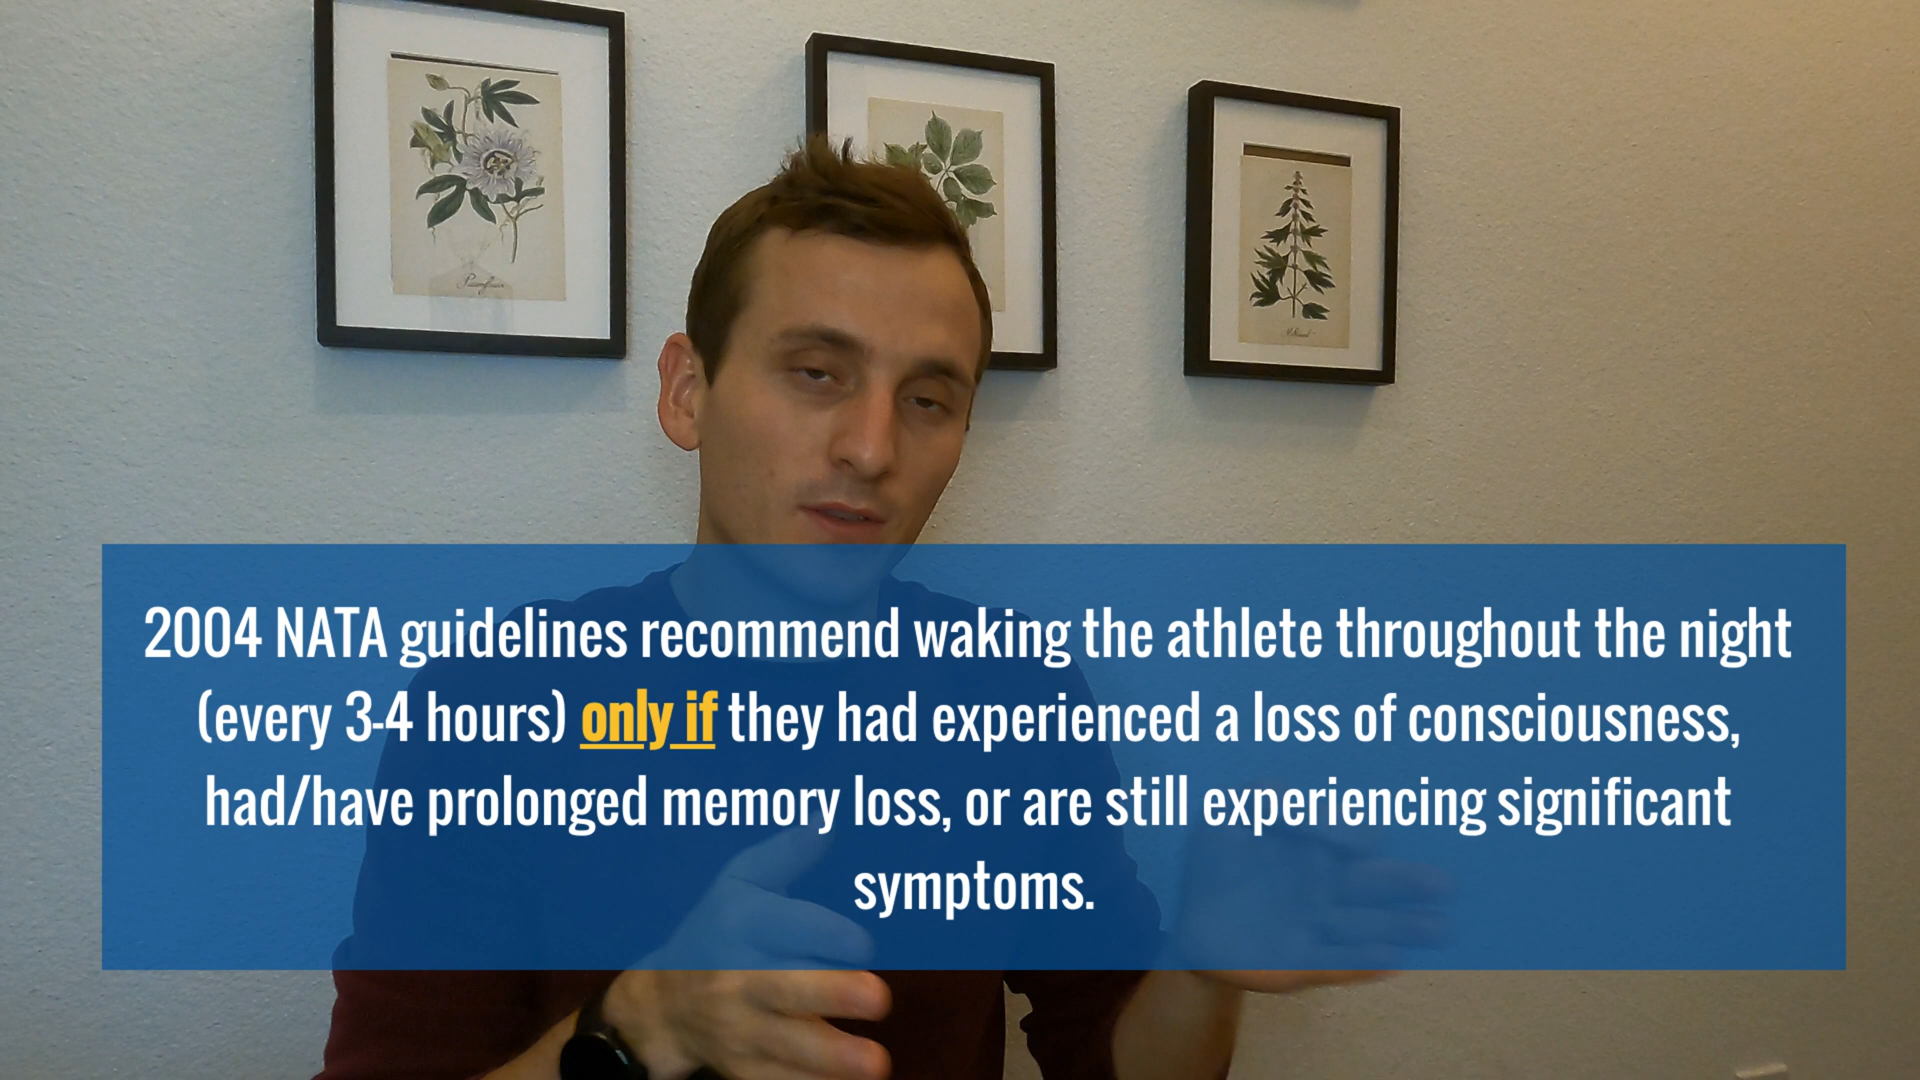 2004 NATA guidelines recommend waking the athlete throughout the night
(every 3-4 hours) only if they had experienced a loss of consciousness,
had/have prolonged memory loss, or are still experiencing significant
symptoms.